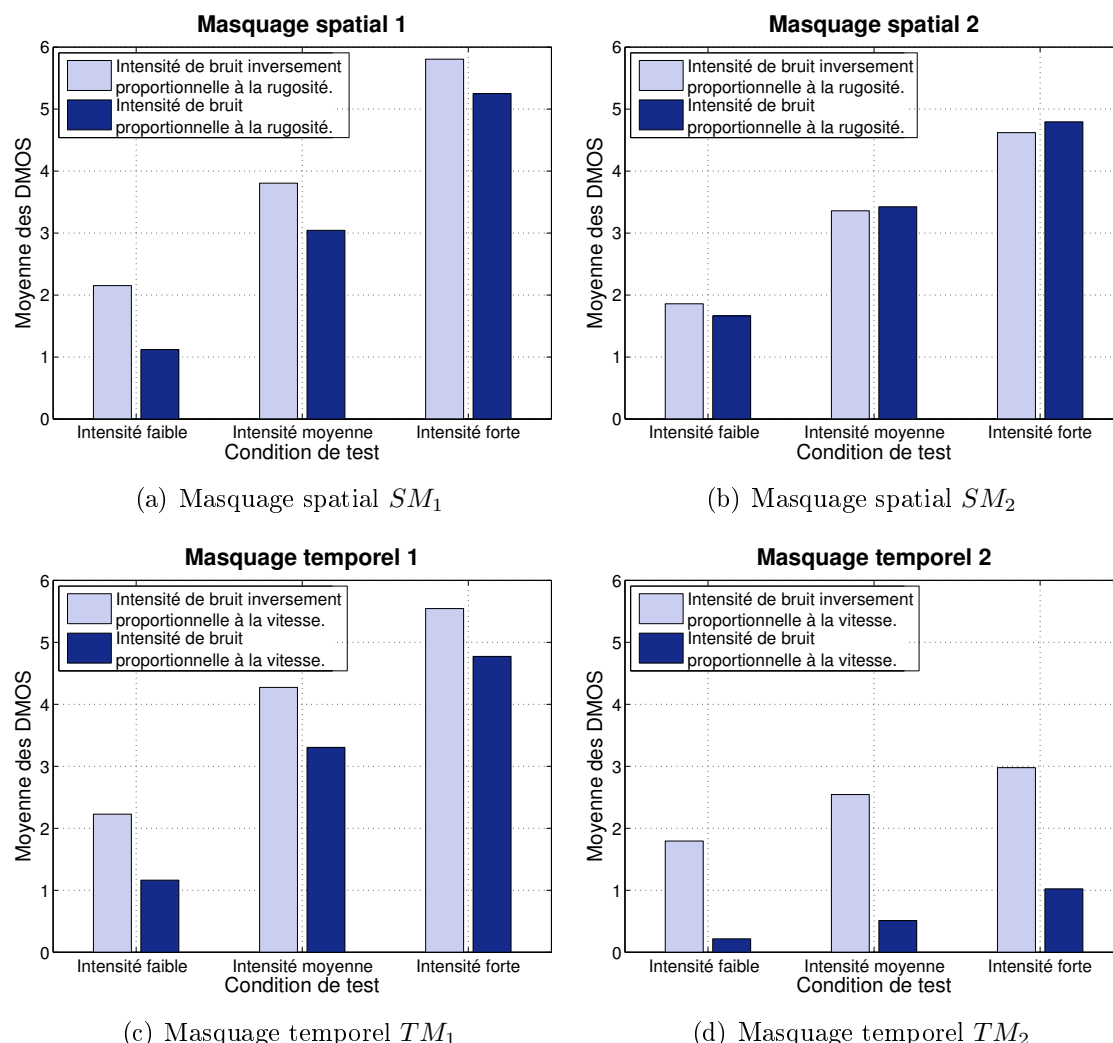 Masquage spatial 1
Moyenne des DMOS
6
5
4
3
2
1
0
Intensité de bruit inversement
proportionnelle à la rugosité.
Intensité de bruit
proportionnelle à la rugosité.
Intensité faible Intensité moyenne Intensité forte
Condition de test
(a) Masquage spatial SM₁
Masquage spatial 2
Moyenne des DMOS
6
5
4
3
2
1
0
Intensité de bruit inversement
proportionnelle à la rugosité.
Intensité de bruit
proportionnelle à la rugosité.
Intensité faible Intensité moyenne Intensité forte
Condition de test
(b) Masquage spatial SM₂
Masquage temporel 1
Moyenne des DMOS
6
5
4
3
2
1
0
Intensité de bruit inversement
proportionnelle à la vitesse.
Intensité de bruit
proportionnelle à la vitesse.
Intensité faible Intensité moyenne Intensité forte
Condition de test
(c) Masquage temporel TM₁
Masquage temporel 2
Moyenne des DMOS
6
5
4
3
2
1
0
Intensité de bruit inversement
proportionnelle à la vitesse.
Intensité de bruit
proportionnelle à la vitesse.
Intensité faible Intensité moyenne Intensité forte
Condition de test
(d) Masquage temporel TM₂